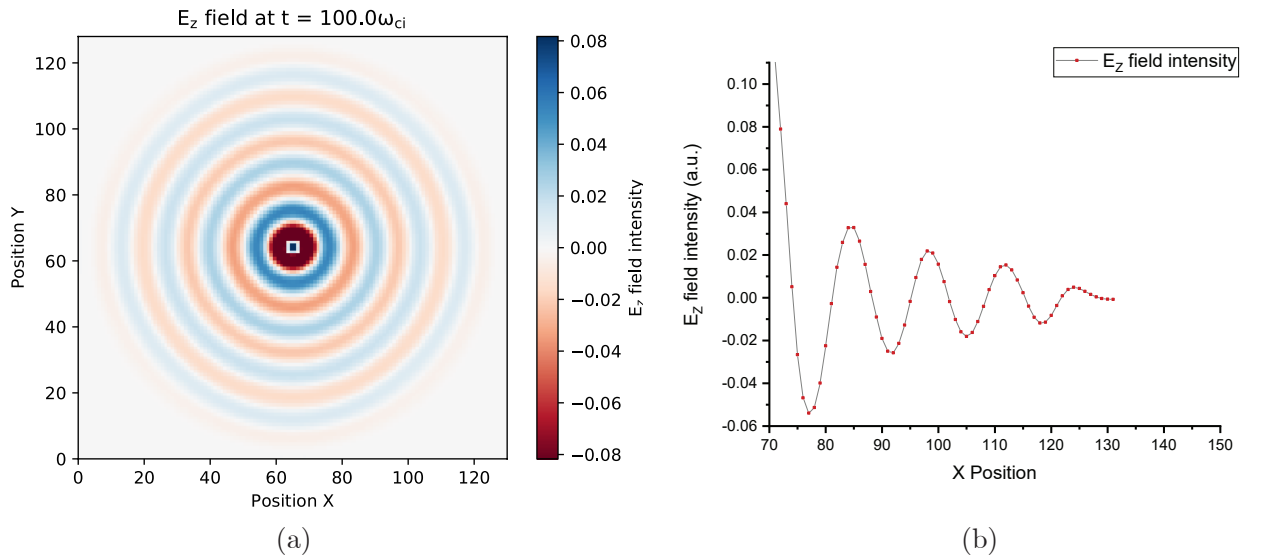 E_z field at t = 100.0ω_ci
120
100
80
60
40
20
0
Position Y
0 20 40 60 80 100 120
Position X
0.08
0.06
0.04
0.02
0.00
−0.02
−0.04
−0.06
−0.08
E_z field intensity
(a)
E_Z field intensity
0.10
0.08
0.06
0.04
0.02
0.00
-0.02
-0.04
-0.06
E_Z field intensity (a.u.)
70 80 90 100 110 120 130 140 150
X Position
(b)